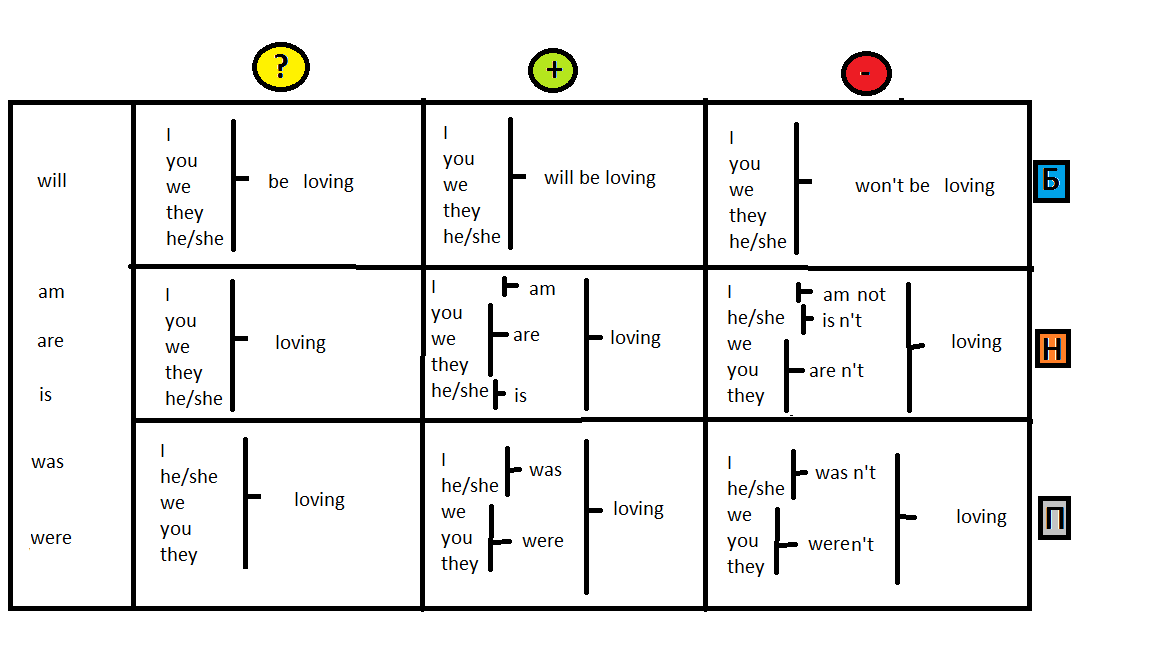 ?
+
-
will
I
you
we
they
he/she
be loving
I
you
we
they
he/she
will be loving
I
you
we
they
he/she
won't be loving
Б
am
are
is
I
you
we
they
he/she
loving
I
you
we
they
he/she
am
are
is
loving
I
he/she
we
you
they
am not
is n't
are n't
loving
Н
was
were
I
he/she
we
you
they
loving
I
he/she
we
you
they
was
were
loving
I
he/she
we
you
they
was n't
weren't
loving
П